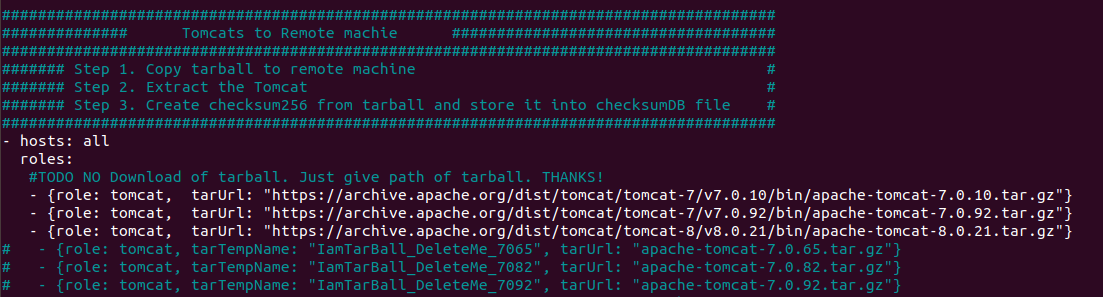 ######################################################################################
##############      Tomcats to Remote machie      ####################################
######################################################################################
####### Step 1. Copy tarball to remote machine                                       #
####### Step 2. Extract the Tomcat                                                   #
####### Step 3. Create checksum256 from tarball and store it into checksumDB file    #
######################################################################################
- hosts: all
  roles:
   #TODO NO Download of tarball. Just give path of tarball. THANKS!
   - {role: tomcat,  tarUrl: "https://archive.apache.org/dist/tomcat/tomcat-7/v7.0.10/bin/apache-tomcat-7.0.10.tar.gz"}
   - {role: tomcat,  tarUrl: "https://archive.apache.org/dist/tomcat/tomcat-7/v7.0.92/bin/apache-tomcat-7.0.92.tar.gz"}
   - {role: tomcat,  tarUrl: "https://archive.apache.org/dist/tomcat/tomcat-8/v8.0.21/bin/apache-tomcat-8.0.21.tar.gz"}
#   - {role: tomcat, tarTempName: "IamTarBall_DeleteMe_7065", tarUrl: "apache-tomcat-7.0.65.tar.gz"}
#   - {role: tomcat, tarTempName: "IamTarBall_DeleteMe_7082", tarUrl: "apache-tomcat-7.0.82.tar.gz"}
#   - {role: tomcat, tarTempName: "IamTarBall_DeleteMe_7092", tarUrl: "apache-tomcat-7.0.92.tar.gz"}